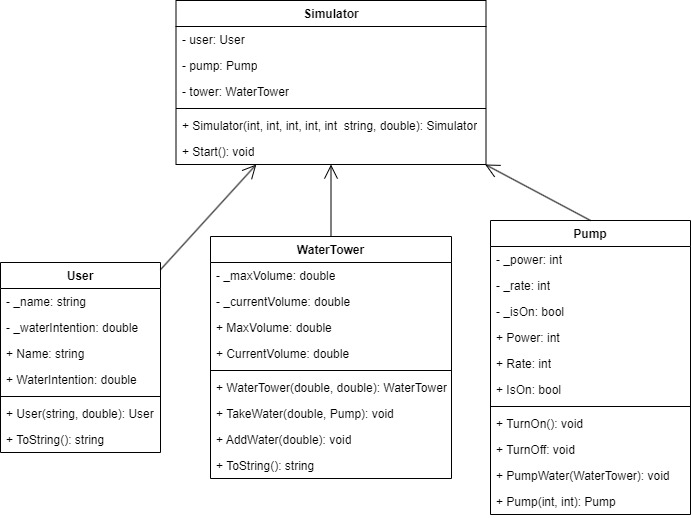 Simulator
- user: User
- pump: Pump
- tower: WaterTower
+ Simulator(int, int, int, int, int  string, double): Simulator
+ Start(): void
User
- _name: string
- _waterIntention: double
+ Name: string
+ WaterIntention: double
+ User(string, double): User
+ ToString(): string
WaterTower
- _maxVolume: double
- _currentVolume: double
+ MaxVolume: double
+ CurrentVolume: double
+ WaterTower(double, double): WaterTower
+ TakeWater(double, Pump): void
+ AddWater(double): void
+ ToString(): string
Pump
- _power: int
- _rate: int
- _isOn: bool
+ Power: int
+ Rate: int
+ IsOn: bool
+ TurnOn(): void
+ TurnOff: void
+ PumpWater(WaterTower): void
+ Pump(int, int): Pump